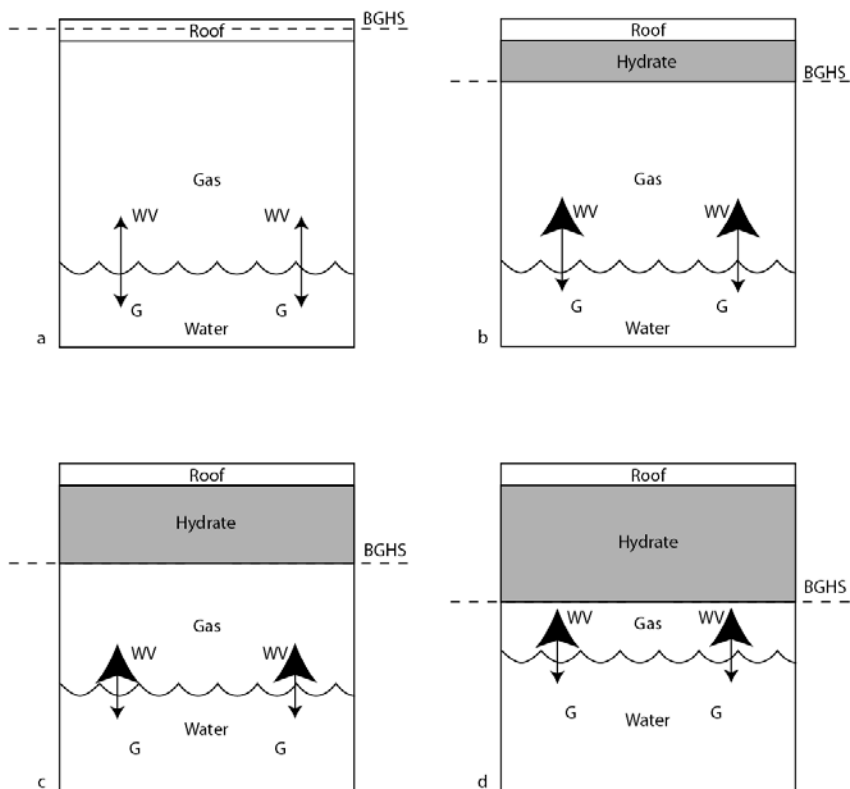 BGHS
Roof
Gas
WV WV
G G
Water
a
Roof
Hydrate
BGHS
Gas
WV WV
G G
Water
b
Roof
Hydrate
BGHS
Gas
WV WV
Water
G G
c
Roof
Hydrate
BGHS
WV Gas WV
G Water G
d